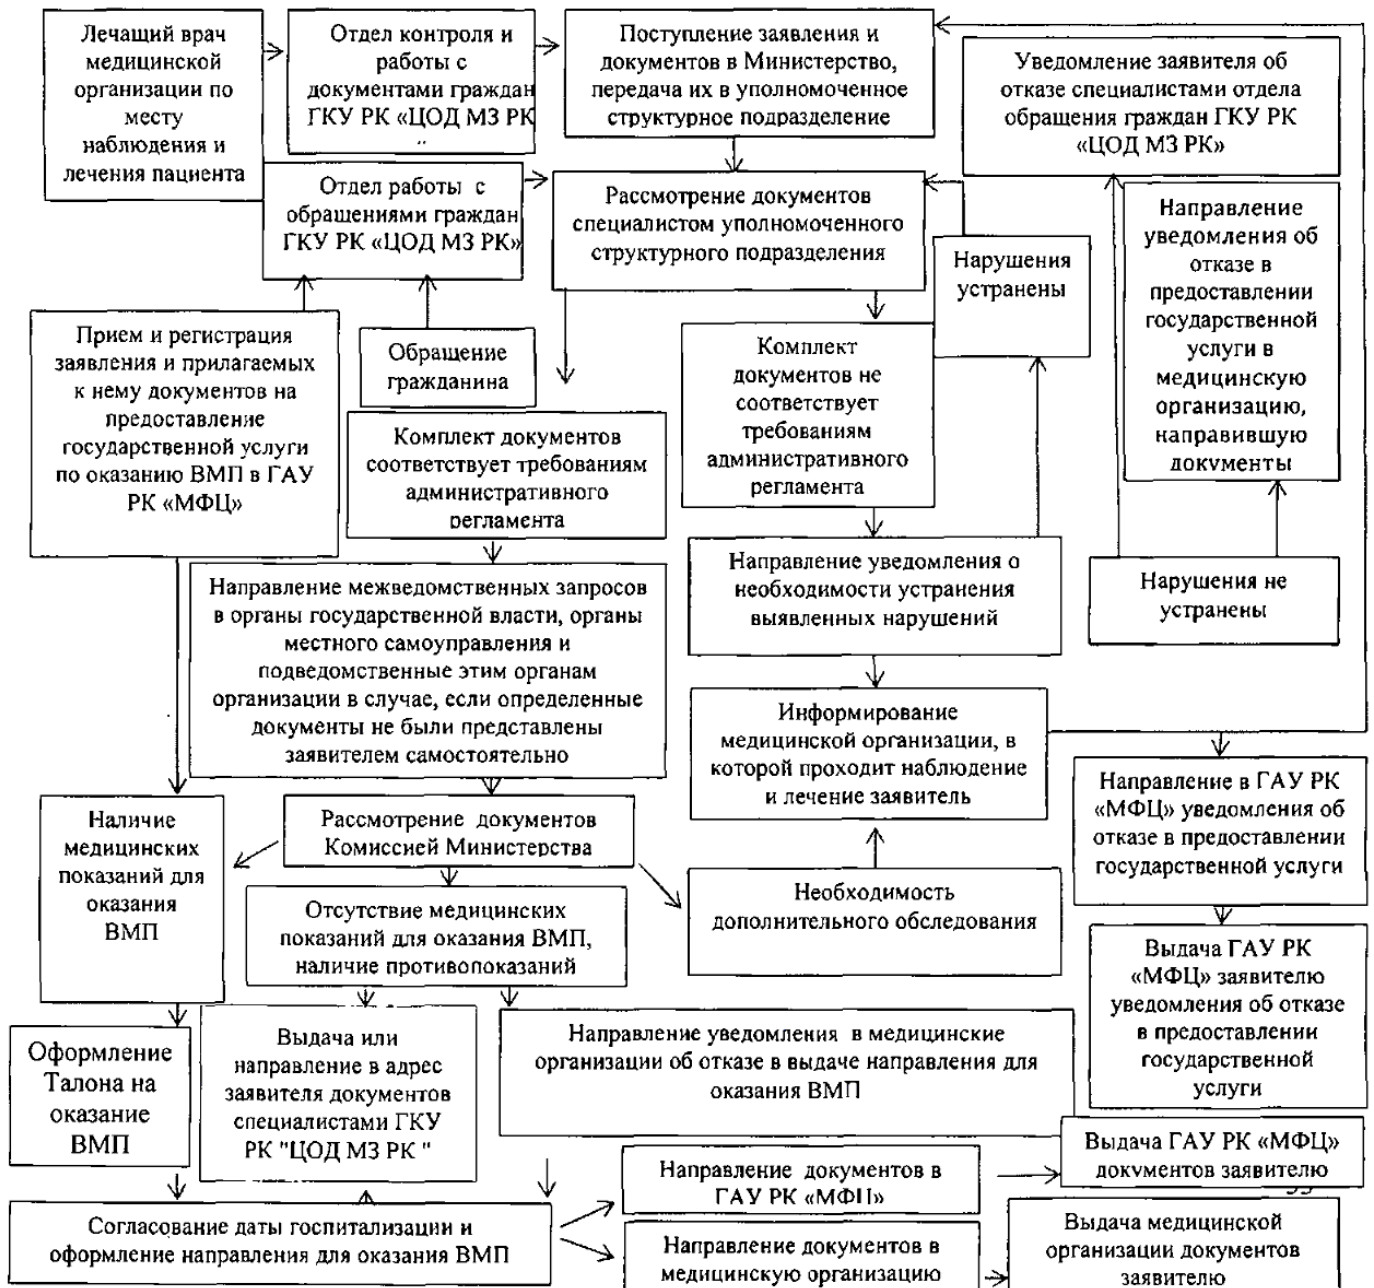 Лечащий врач
медицинской
организации по
месту
наблюдения и
лечения пациента
Отдел контроля и
работы с
документами граждан
ГКУ РК «ЦОД МЗ РК
"
Поступление заявления и
документов в Министерство,
передача их в уполномоченное
структурное подразделение
Уведомление заявителя об
отказе специалистами отдела
обращения граждан ГКУ РК
«ЦОД МЗ РК»
Отдел работы с
обращениями граждан
ГКУ РК «ЦОД МЗ РК»
Рассмотрение документов
специалистом уполномоченного
структурного подразделения
Нарушения
устранены
Направление
уведомления об
отказе в
предоставлении
государственной
услуги в
медицинскую
организацию,
направившую
документы
Прием и регистрация
заявления и прилагаемых
к нему документов на
предоставление
государственной услуги
по оказанию ВМП в ГАУ
РК «МФЦ»
Обращение
гражданина
Комплект
документов не
соответствует
требованиям
административного
регламента
Комплект документов
соответствует требованиям
административного
регламента
Направление уведомления о
необходимости устранения
выявленных нарушений
Нарушения не
устранены
Направление межведомственных запросов
в органы государственной власти, органы
местного самоуправления и
подведомственные этим органам
организации в случае, если определенные
документы не были представлены
заявителем самостоятельно
Информирование
медицинской организации, в
которой проходит наблюдение
и лечение заявитель
Направление в ГАУ РК
«МФЦ» уведомления об
отказе в предоставлении
государственной услуги
Наличие
медицинских
показаний для
оказания
ВМП
Рассмотрение документов
Комиссией Министерства
Необходимость
дополнительного обследования
Отсутствие медицинских
показаний для оказания ВМП,
наличие противопоказаний
Выдача ГАУ РК
«МФЦ» заявителю
уведомления об отказе
в предоставлении
государственной
услуги
Оформление
Талона на
оказание
ВМП
Выдача или
направление в адрес
заявителя документов
специалистами ГКУ
РК "ЦОД МЗ РК "
Направление уведомления в медицинские
организации об отказе в выдаче направления для
оказания ВМП
Выдача ГАУ РК «МФЦ»
документов заявителю
Направление документов в
ГАУ РК «МФЦ»
Согласование даты госпитализации и
оформление направления для оказания ВМП
Направление документов в
медицинскую организацию
Выдача медицинской
организации документов
заявителю